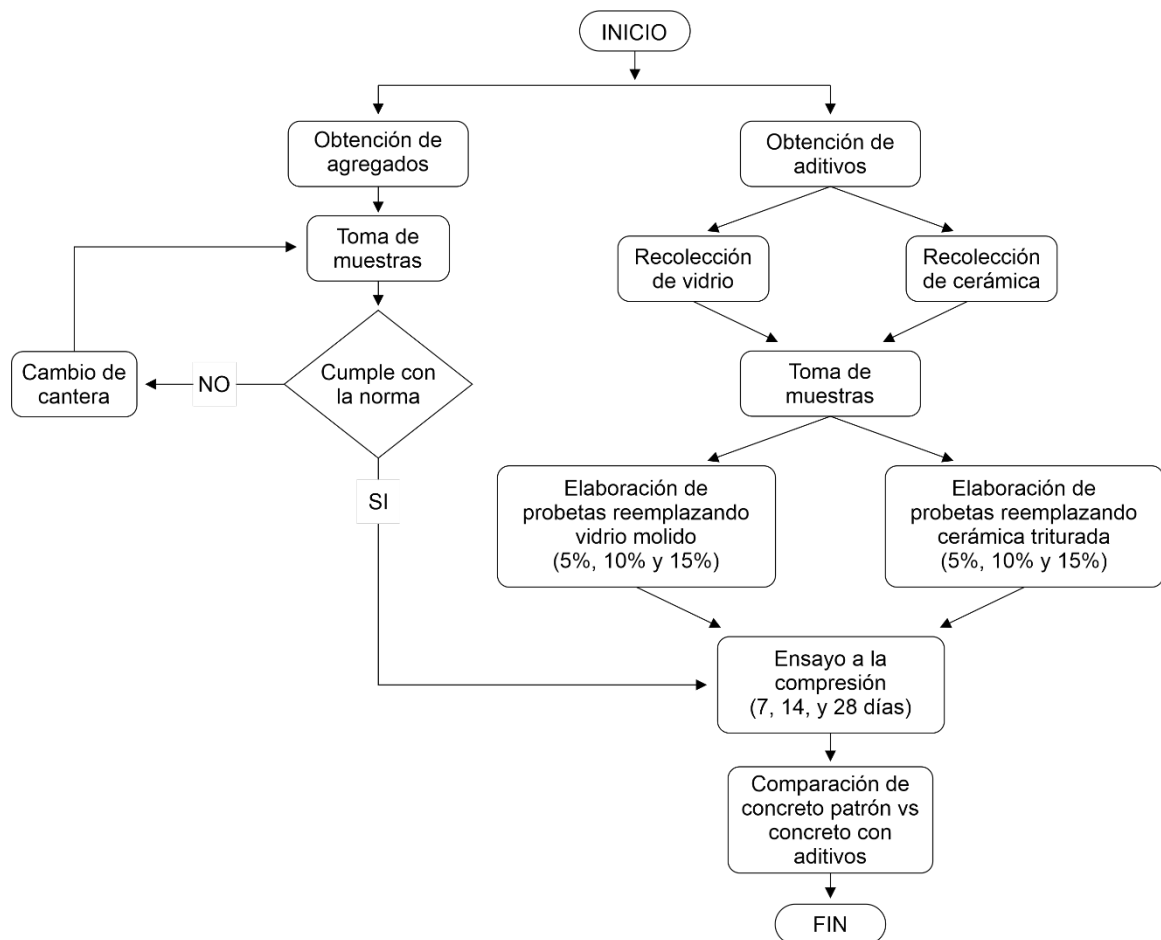 INICIO
Obtención de
agregados
Toma de
muestras
Cumple con
la norma
NO
Cambio de
cantera
SI
Obtención de
aditivos
Recolección
de vidrio
Recolección
de cerámica
Toma de
muestras
Elaboración de
probetas reemplazando
vidrio molido
(5%, 10% y 15%)
Elaboración de
probetas reemplazando
cerámica triturada
(5%, 10% y 15%)
Ensayo a la
compresión
(7, 14, y 28 días)
Comparación de
concreto patrón vs
concreto con
aditivos
FIN